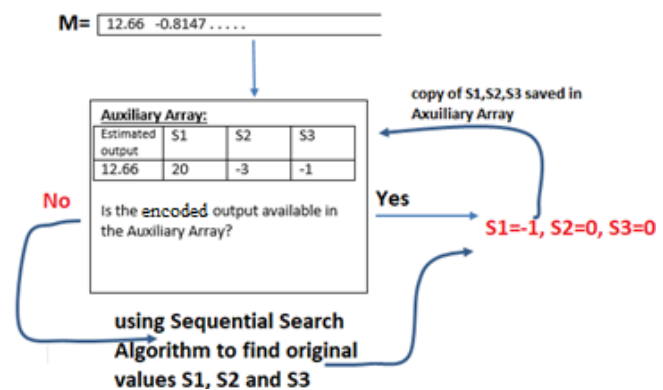 M= 12.66 -0.8147 .....
copy of S1,S2,S3 saved in
Axuiliary Array
Auxiliary Array:
Estimated output S1 S2 S3
12.66 20 -3 -1
No
Is the encoded output available in
the Auxiliary Array?
Yes
S1=-1, S2=0, S3=0
using Sequential Search
Algorithm to find original
values S1, S2 and S3